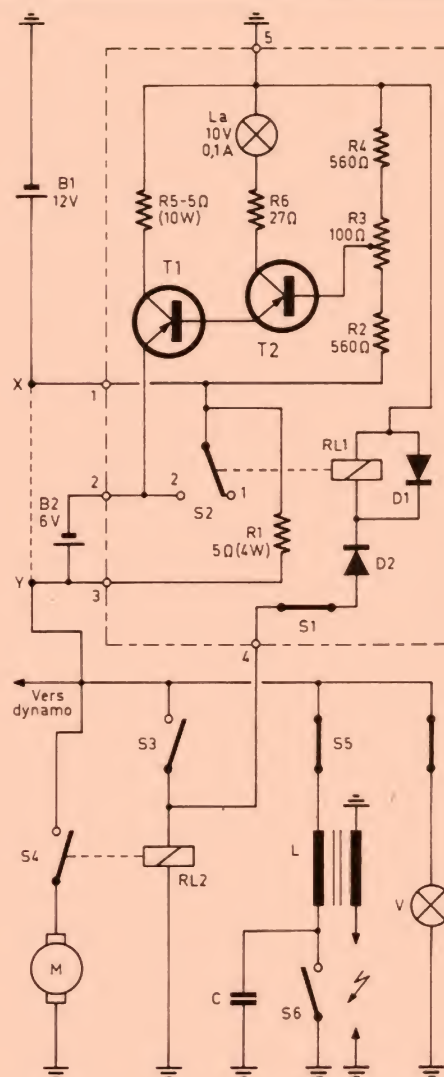 5
La
10V
0,1A
R4
560Ω
B1
12V
R5-5Ω
(10W)
R6
27Ω
R3
100Ω
T1
T2
R2
560Ω
X
1
RL1
2
2
1
D1
B2
6V
S2
R1
5Ω(4W)
D2
Y
3
S1
4
Vers
dynamo
S3
S5
S4
L
RL2
V
M
C
S6